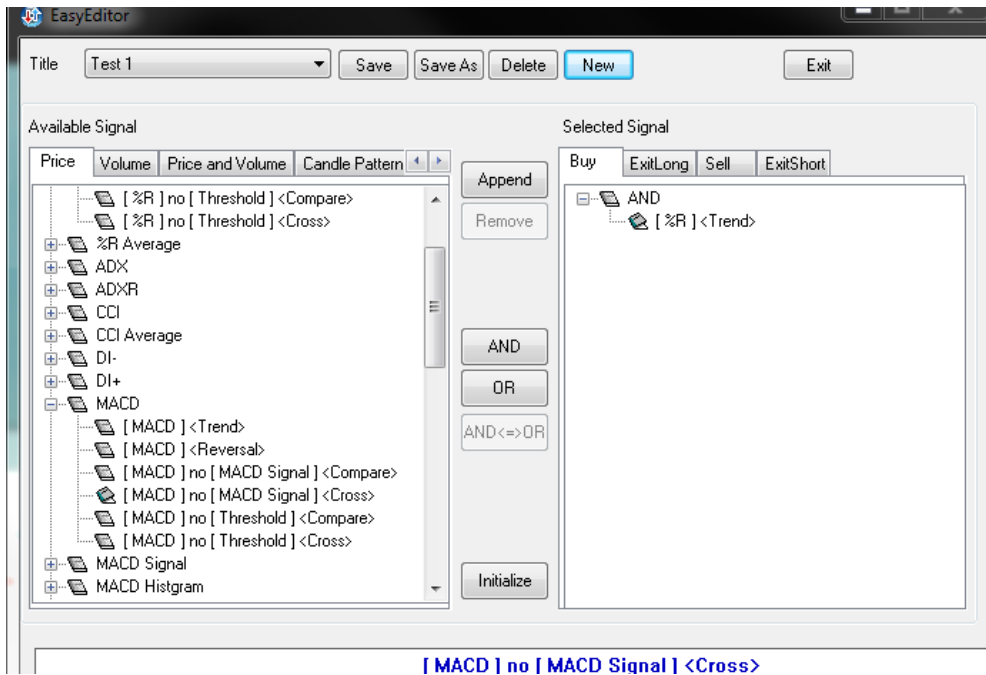 EasyEditor
Title Test 1 Save Save As Delete New Exit
Available Signal
Price Volume Price and Volume Candle Pattern
[ %R ] no [ Threshold ] <Compare>
[ %R ] no [ Threshold ] <Cross>
%R Average
ADX
ADXR
CCI
CCI Average
DI-
DI+
MACD
[ MACD ] <Trend>
[ MACD ] <Reversal>
[ MACD ] no [ MACD Signal ] <Compare>
[ MACD ] no [ MACD Signal ] <Cross>
[ MACD ] no [ Threshold ] <Compare>
[ MACD ] no [ Threshold ] <Cross>
MACD Signal
MACD Histgram
Append
Remove
AND
OR
AND<=>OR
Initialize
Selected Signal
Buy ExitLong Sell ExitShort
AND
[ %R ] <Trend>
[ MACD ] no [ MACD Signal ] <Cross>